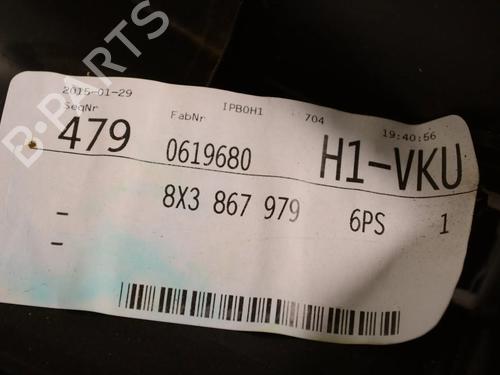 2015-01-29 IPB0H1 704 19:40:56
SeqNr FabNr
479 0619680 H1-VKU
8X3 867 979 6PS 1
-
-
B-PARTS